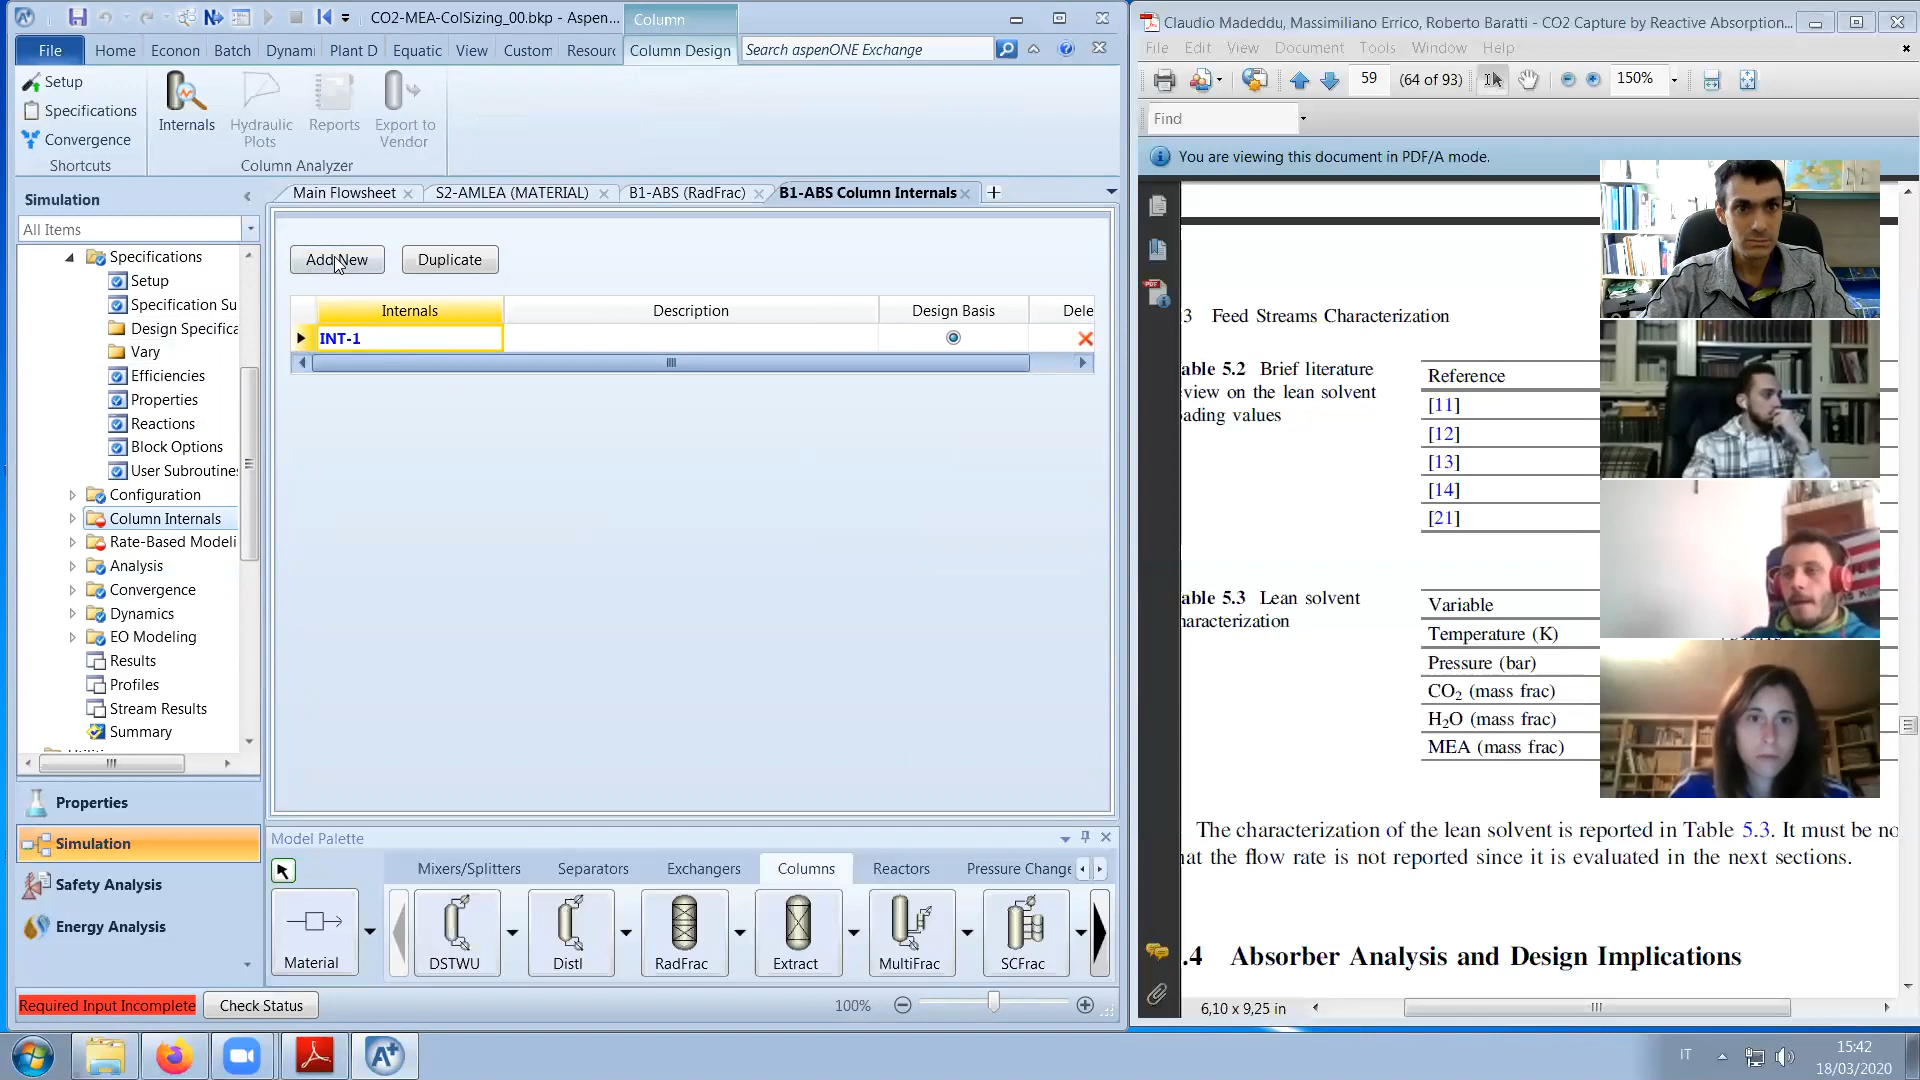 CO2-MEA-ColSizing_00.bkp - Aspen...
Column
File
Home
Econon
Batch
Dynami
Plant D
Equatic
View
Custom
Resourc
Column Design
Search aspenONE Exchange
Setup
Specifications
Convergence
Shortcuts
Internals
Hydraulic
Plots
Reports
Export to
Vendor
Column Analyzer
Simulation
All Items
Specifications
Setup
Specification Su
Design Specifica
Vary
Efficiencies
Properties
Reactions
Block Options
User Subroutine
Configuration
Column Internals
Rate-Based Modeli
Analysis
Convergence
Dynamics
EO Modeling
Results
Profiles
Stream Results
Summary
Properties
Simulation
Safety Analysis
Energy Analysis
Main Flowsheet
S2-AMLEA (MATERIAL)
B1-ABS (RadFrac)
B1-ABS Column Internals
Add New
Duplicate
Internals
Description
Design Basis
Dele
INT-1
Model Palette
Mixers/Splitters
Separators
Exchangers
Columns
Reactors
Pressure Change
Material
DSTWU
Distl
RadFrac
Extract
MultiFrac
SCFrac
Required Input Incomplete
Check Status
100%
Claudio Madeddu, Massimiliano Errico, Roberto Baratti - CO2 Capture by Reactive Absorption...
File
Edit
View
Document
Tools
Window
Help
59
(64 of 93)
150%
Find
You are viewing this document in PDF/A mode.
3 Feed Streams Characterization
able 5.2 Brief literature
view on the lean solvent
ading values
Reference
[11]
[12]
[13]
[14]
[21]
able 5.3 Lean solvent
haracterization
Variable
Temperature (K)
Pressure (bar)
CO2 (mass frac)
H2O (mass frac)
MEA (mass frac)
The characterization of the lean solvent is reported in Table 5.3. It must be no
at the flow rate is not reported since it is evaluated in the next sections.
.4 Absorber Analysis and Design Implications
6,10 x 9,25 in
IT
15:42
18/03/2020